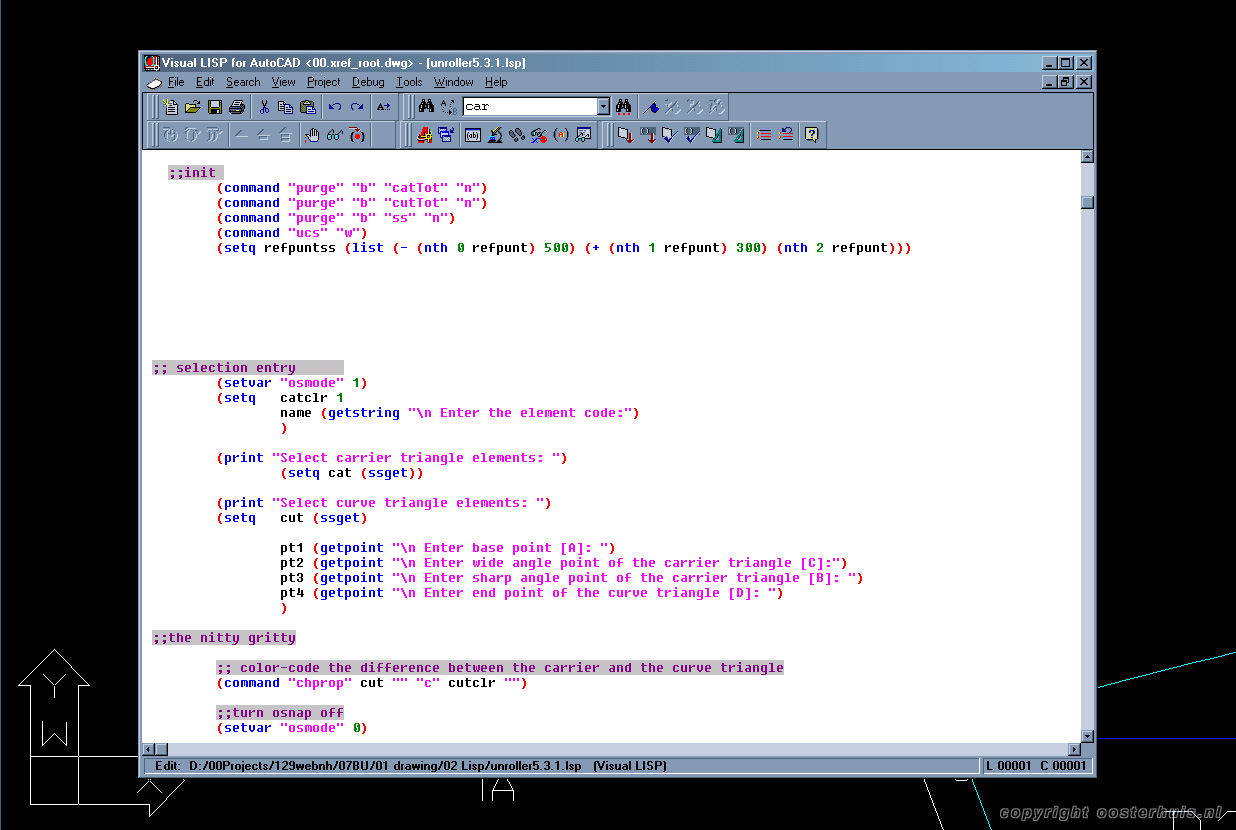 Visual LISP for AutoCAD <00.xref_root.dwg> - [unroller5.3.1.lsp]
File Edit Search View Project Debug Tools Window Help
car
;;init
(command "purge" "b" "catTot" "n")
(command "purge" "b" "cutTot" "n")
(command "purge" "b" "ss" "n")
(command "ucs" "w")
(setq refpuntss (list (- (nth 0 refpunt) 500) (+ (nth 1 refpunt) 300) (nth 2 refpunt)))
;; selection entry
(setvar "osmode" 1)
(setq catclr 1
name (getstring "\n Enter the element code:")
)
(print "Select carrier triangle elements: ")
(setq cat (ssget))
(print "Select curve triangle elements: ")
(setq cut (ssget)
pt1 (getpoint "\n Enter base point [A]: ")
pt2 (getpoint "\n Enter wide angle point of the carrier triangle [C]:")
pt3 (getpoint "\n Enter sharp angle point of the carrier triangle [B]: ")
pt4 (getpoint "\n Enter end point of the curve triangle [D]: ")
)
;;the nitty gritty
;; color-code the difference between the carrier and the curve triangle
(command "chprop" cut "" "c" cutclr "")
;;turn osnap off
(setvar "osmode" 0)
Edit: D:/00Projects/129webnh/07BU/01 drawing/02 Lisp/unroller5.3.1.lsp (Visual LISP)
L 00001 C 00001
Y
W
copyright oosterhuis.nl